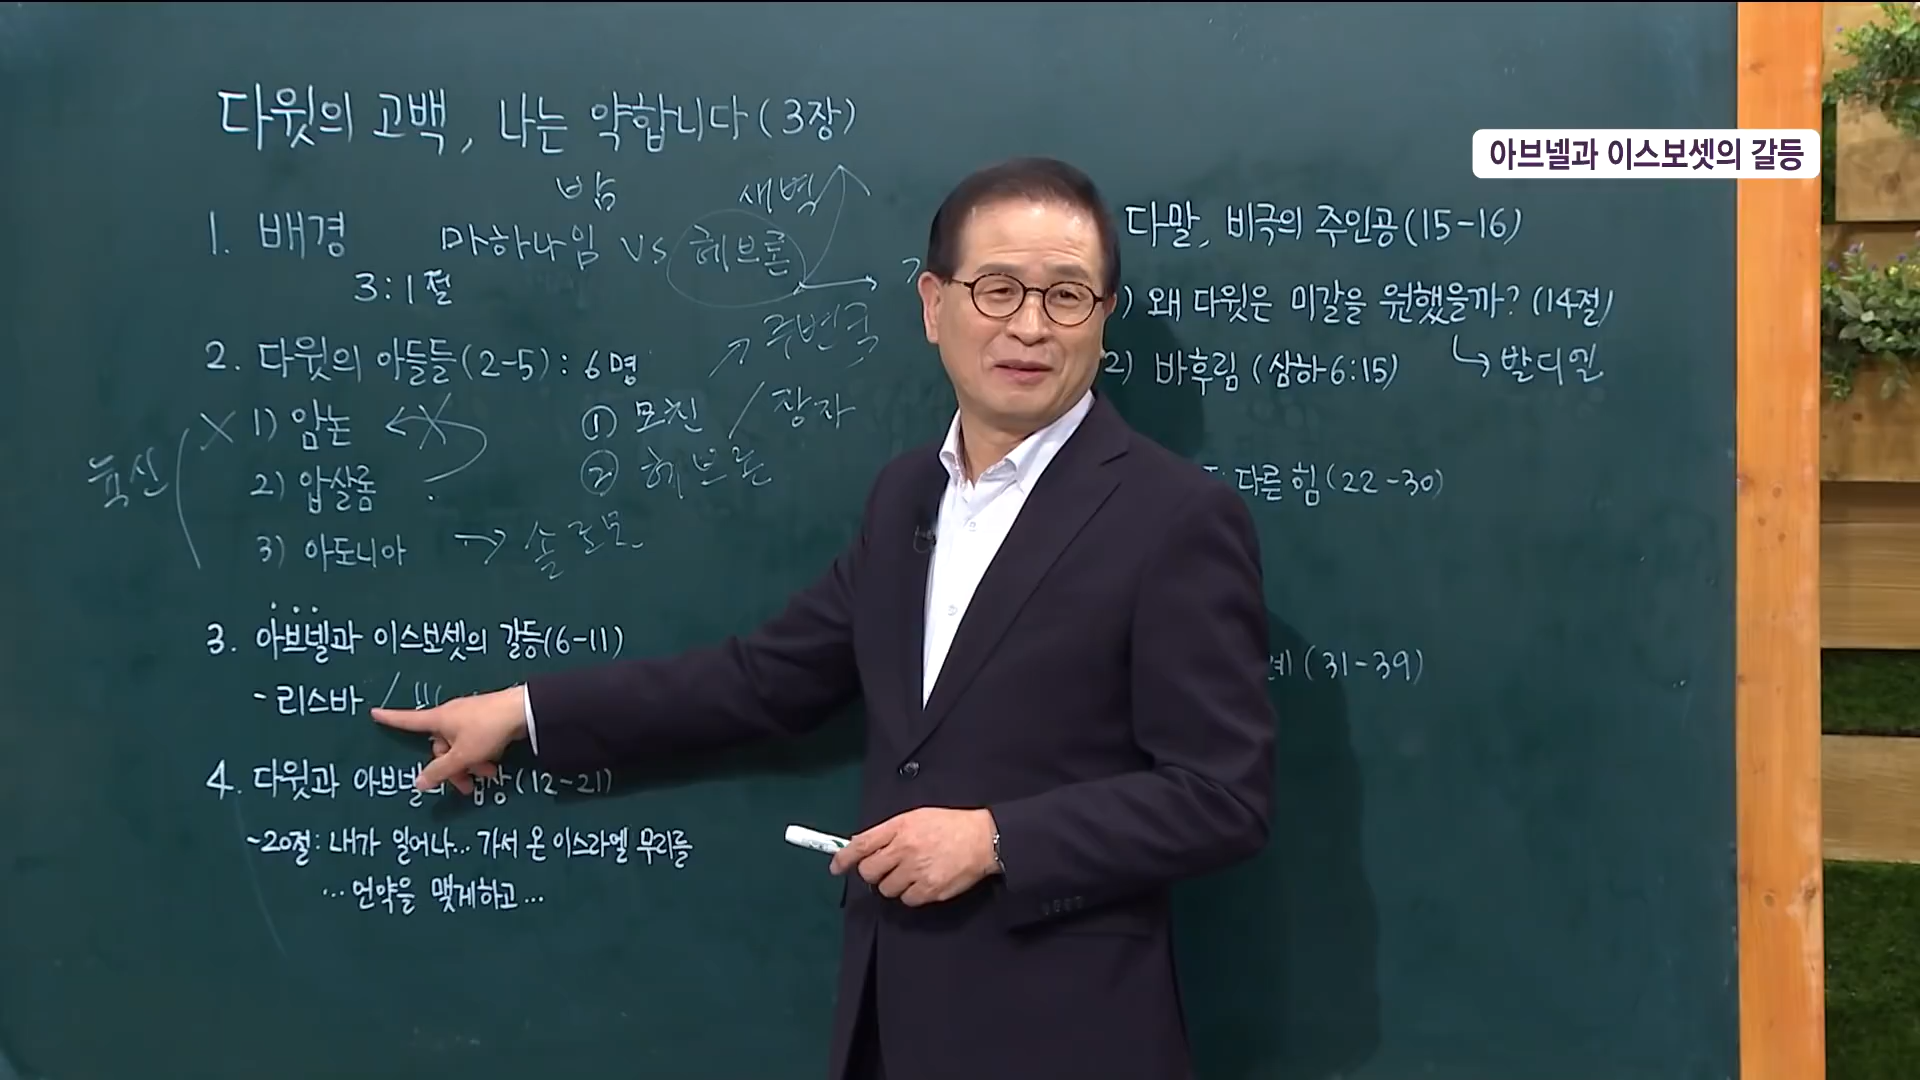 다윗의 고백, 나는 약합니다 (3장)
밤 새벽
1. 배경 마하나임 VS 헤브론
3:1절
주변국
2. 다윗의 아들들(2-5): 6명
1) 암논 ① 모친 / 장자
2) 압살롬 ② 헤브론
3) 아도니아 → 솔로몬
3. 아브넬과 이스보셋의 갈등(6-11)
- 리스바 /
4. 다윗과 아브넬의 협상(12-21)
-20절: 내가 일어나... 가서 온 이스라엘 무리를
... 언약을 맺게하고...
아브넬과 이스보셋의 갈등
다말, 비극의 주인공(15-16)
) 왜 다윗은 미갈을 원했을까? (14절)
2) 바후림 (삼하6:15) ↳ 발디엘
다른 힘(22-30)
(31-39)